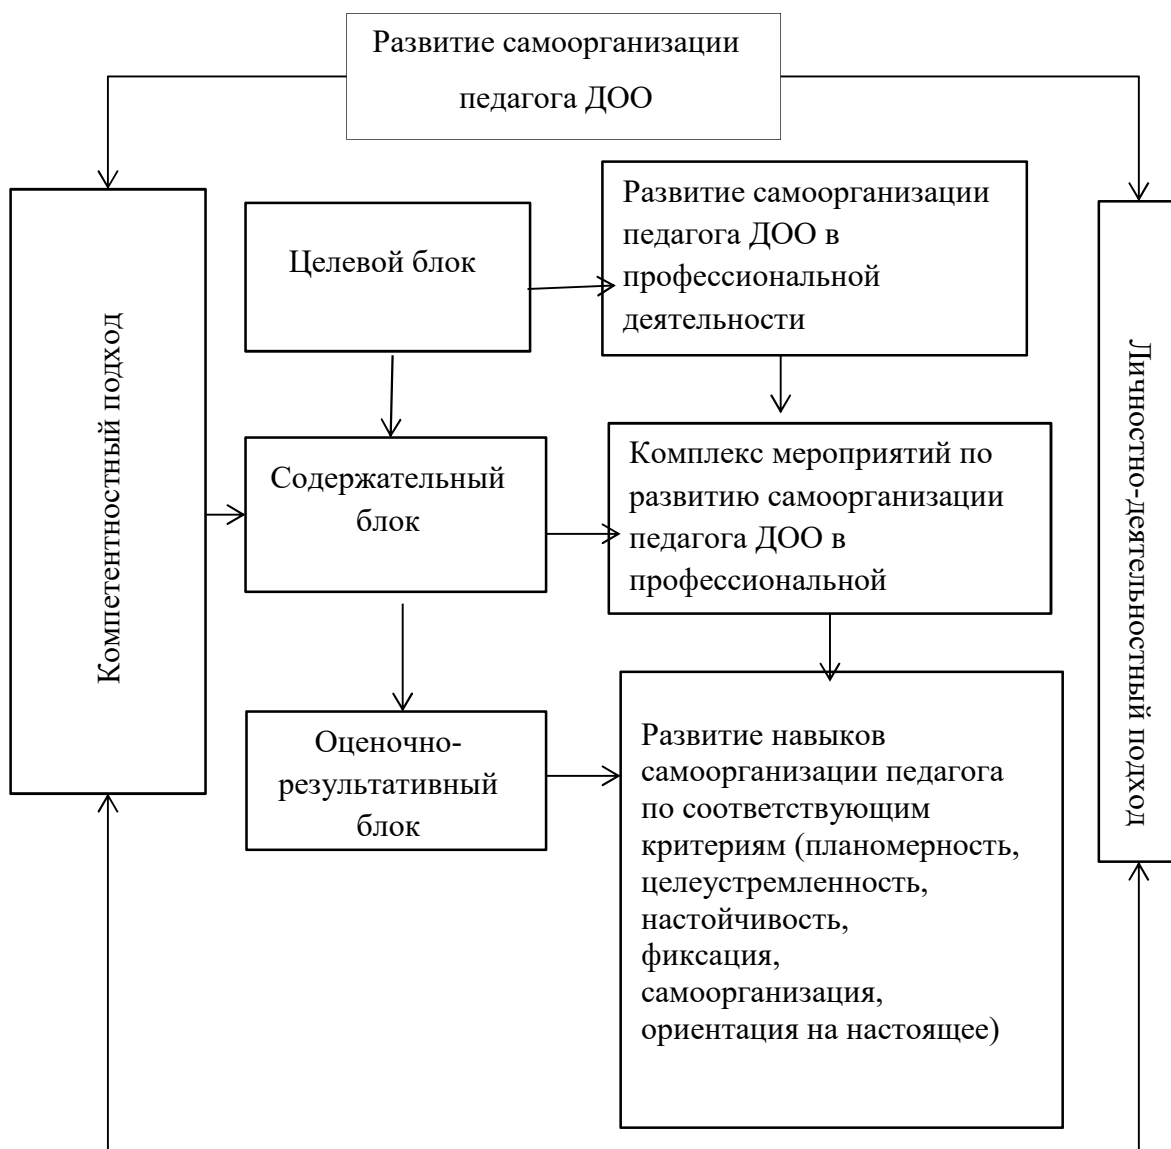 Развитие самоорганизации
педагога ДОО
Компетентностный подход
Целевой блок
Развитие самоорганизации
педагога ДОО в
профессиональной
деятельности
Содержательный
блок
Комплекс мероприятий по
развитию самоорганизации
педагога ДОО в
профессиональной
Оценочно-
результативный
блок
Развитие навыков
самоорганизации педагога
по соответствующим
критериям (планомерность,
целеустремленность,
настойчивость,
фиксация,
самоорганизация,
ориентация на настоящее)
Личностно-деятельностный подход